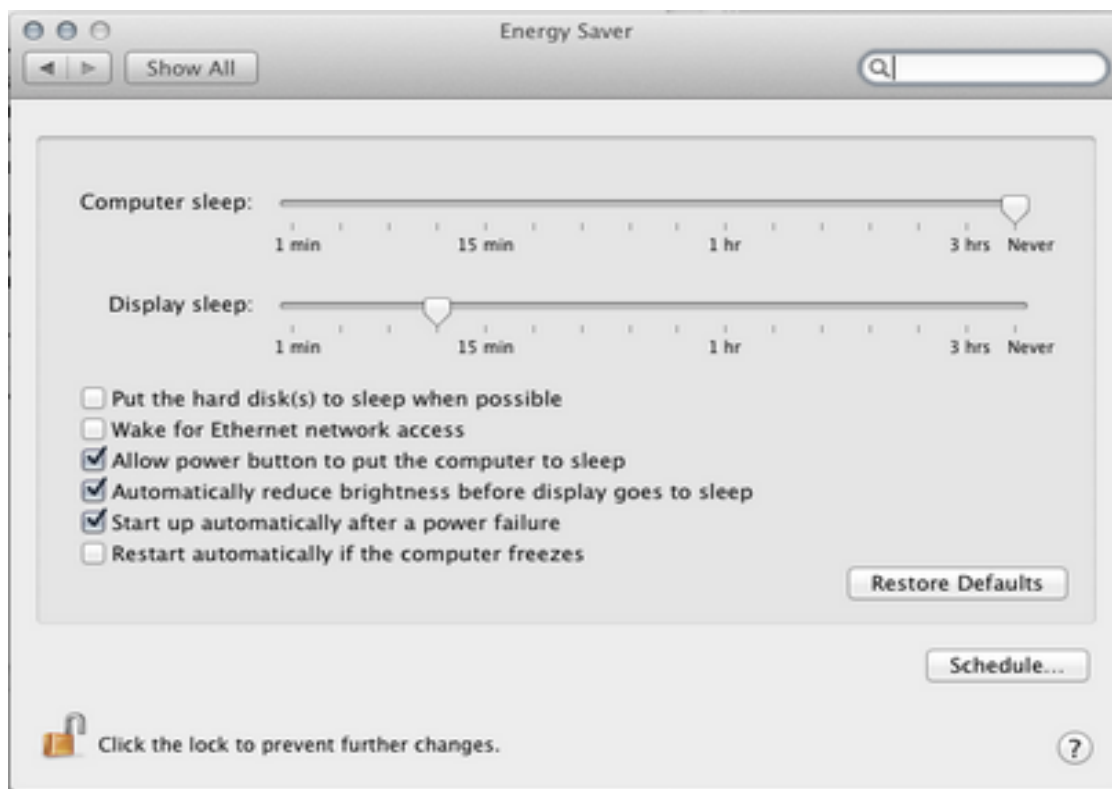 Energy Saver
Show All
Computer sleep:
1 min 15 min 1 hr 3 hrs Never
Display sleep:
1 min 15 min 1 hr 3 hrs Never
Put the hard disk(s) to sleep when possible
Wake for Ethernet network access
Allow power button to put the computer to sleep
Automatically reduce brightness before display goes to sleep
Start up automatically after a power failure
Restart automatically if the computer freezes
Restore Defaults
Schedule...
Click the lock to prevent further changes.
?